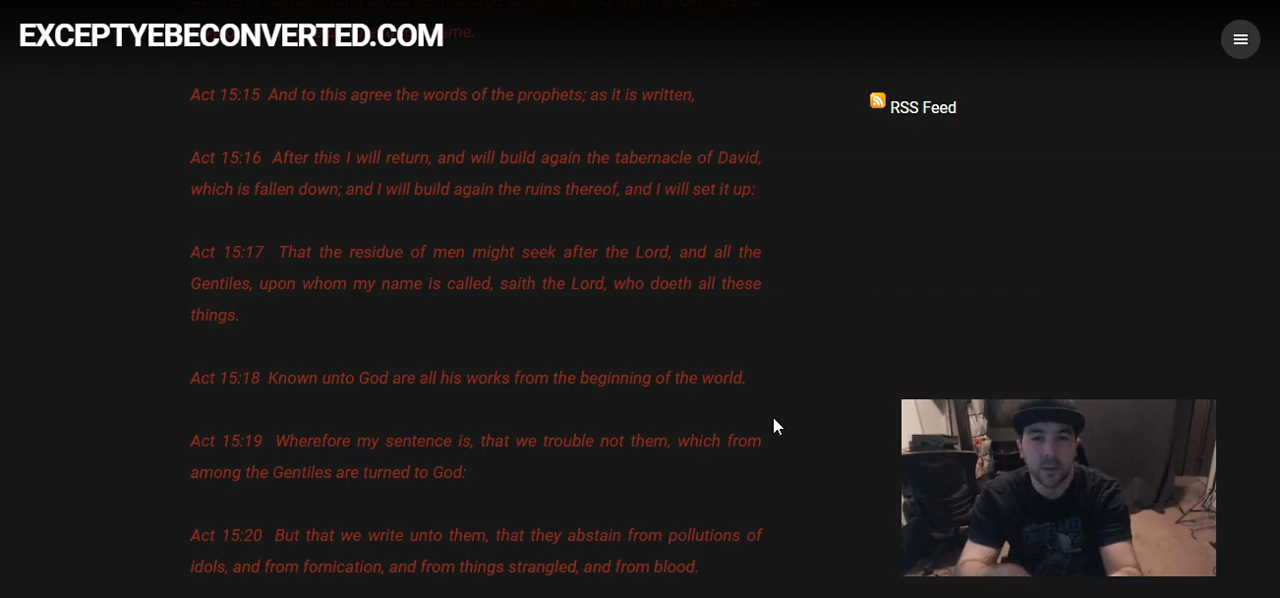 EXCEPTYEBECONVERTED.COM
Act 15:15 And to this agree the words of the prophets; as it is written,
RSS Feed
Act 15:16 After this I will return, and will build again the tabernacle of David,
which is fallen down; and I will build again the ruins thereof, and I will set it up:
Act 15:17 That the residue of men might seek after the Lord, and all the
Gentiles, upon whom my name is called, saith the Lord, who doeth all these
things.
Act 15:18 Known unto God are all his works from the beginning of the world.
Act 15:19 Wherefore my sentence is, that we trouble not them, which from
among the Gentiles are turned to God:
Act 15:20 But that we write unto them, that they abstain from pollutions of
idols, and from fornication, and from things strangled, and from blood.